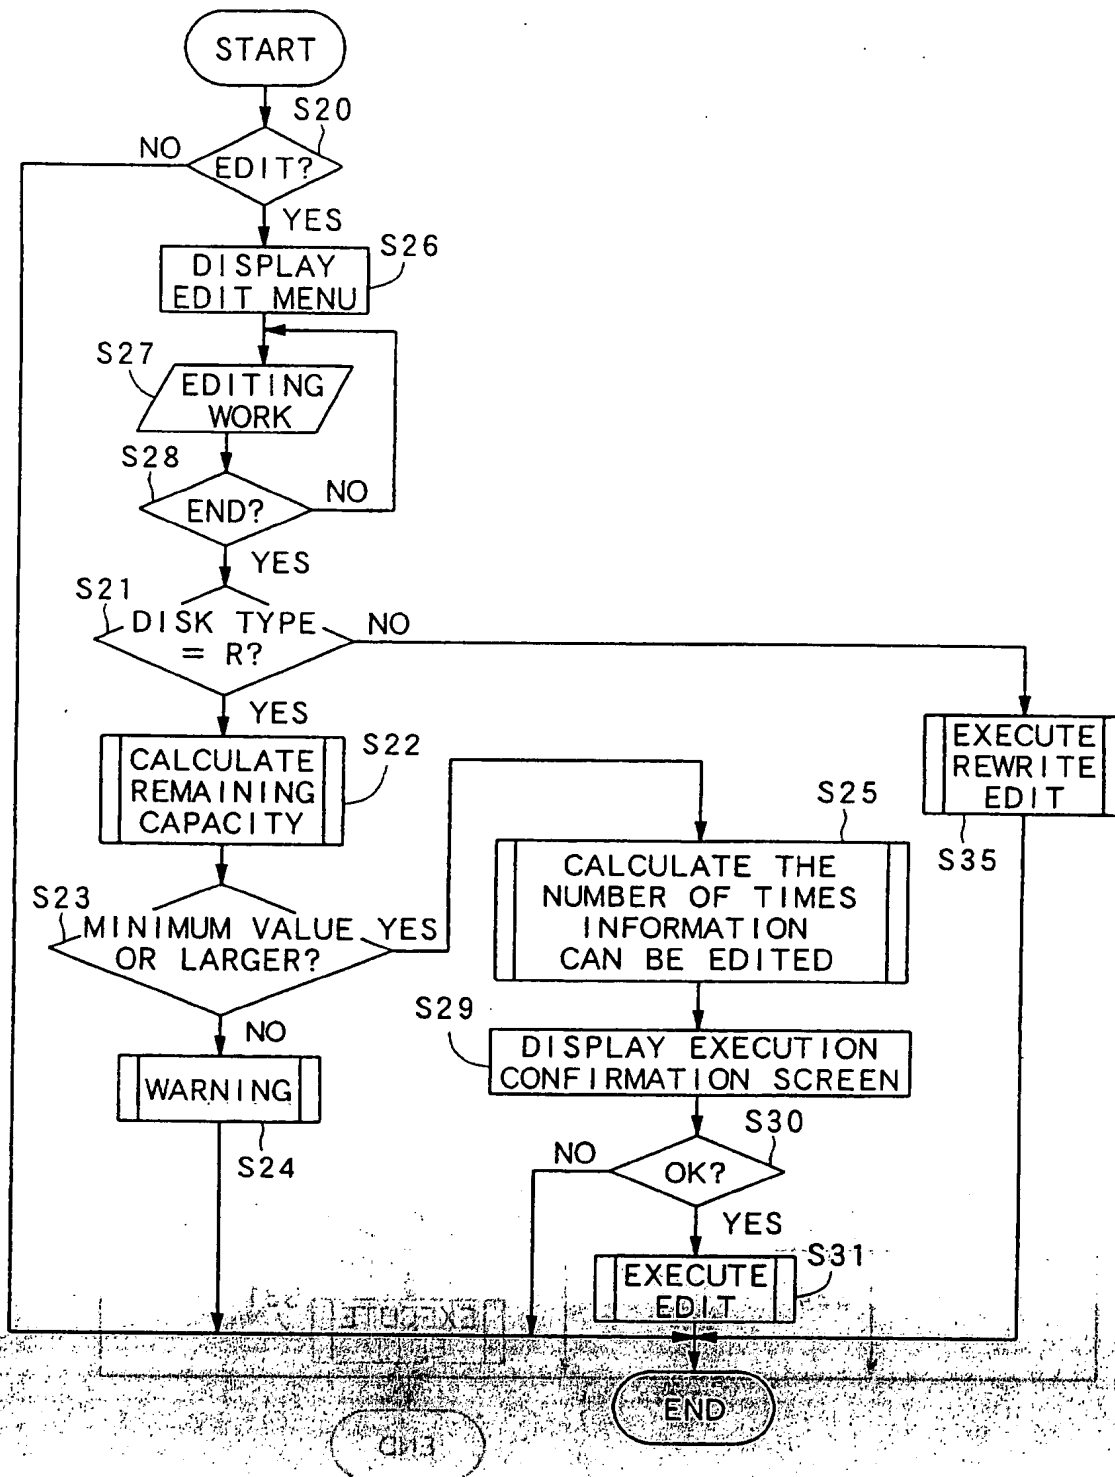 START
S20
NO
EDIT?
YES
S26
DISPLAY
EDIT MENU
S27
EDITING
WORK
S28
END?
NO
YES
S21
DISK TYPE
= R?
NO
YES
CALCULATE
REMAINING
CAPACITY
S22
EXECUTE
REWRITE
EDIT
S35
S25
CALCULATE THE
NUMBER OF TIMES
INFORMATION
CAN BE EDITED
S23
MINIMUM VALUE
OR LARGER?
YES
NO
S29
DISPLAY EXECUTION
CONFIRMATION SCREEN
WARNING
S24
S30
NO
OK?
YES
S31
EXECUTE
EDIT
END
EXECUTE
END